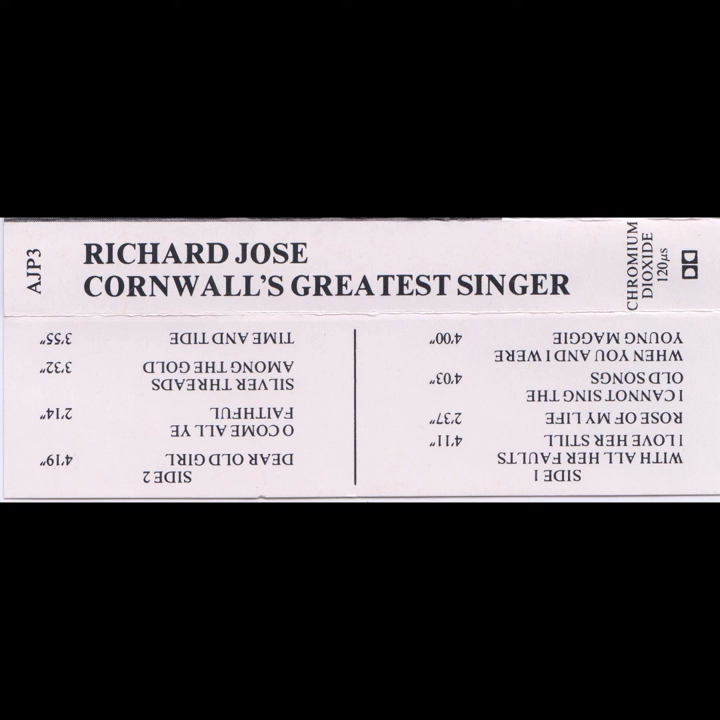 AJP3
RICHARD JOSE
CORNWALL'S GREATEST SINGER
CHROMIUM
DIOXIDE
120µs
SIDE 1
WITH ALL HER FAULTS
I LOVE HER STILL 4'11"
ROSE OF MY LIFE 2'37"
I CANNOT SING THE
OLD SONGS 4'03"
WHEN YOU AND I WERE
YOUNG MAGGIE 4'00"
SIDE 2
DEAR OLD GIRL 4'19"
O COME ALL YE
FAITHFUL 2'14"
SILVER THREADS
AMONG THE GOLD 3'32"
TIME AND TIDE 3'55"